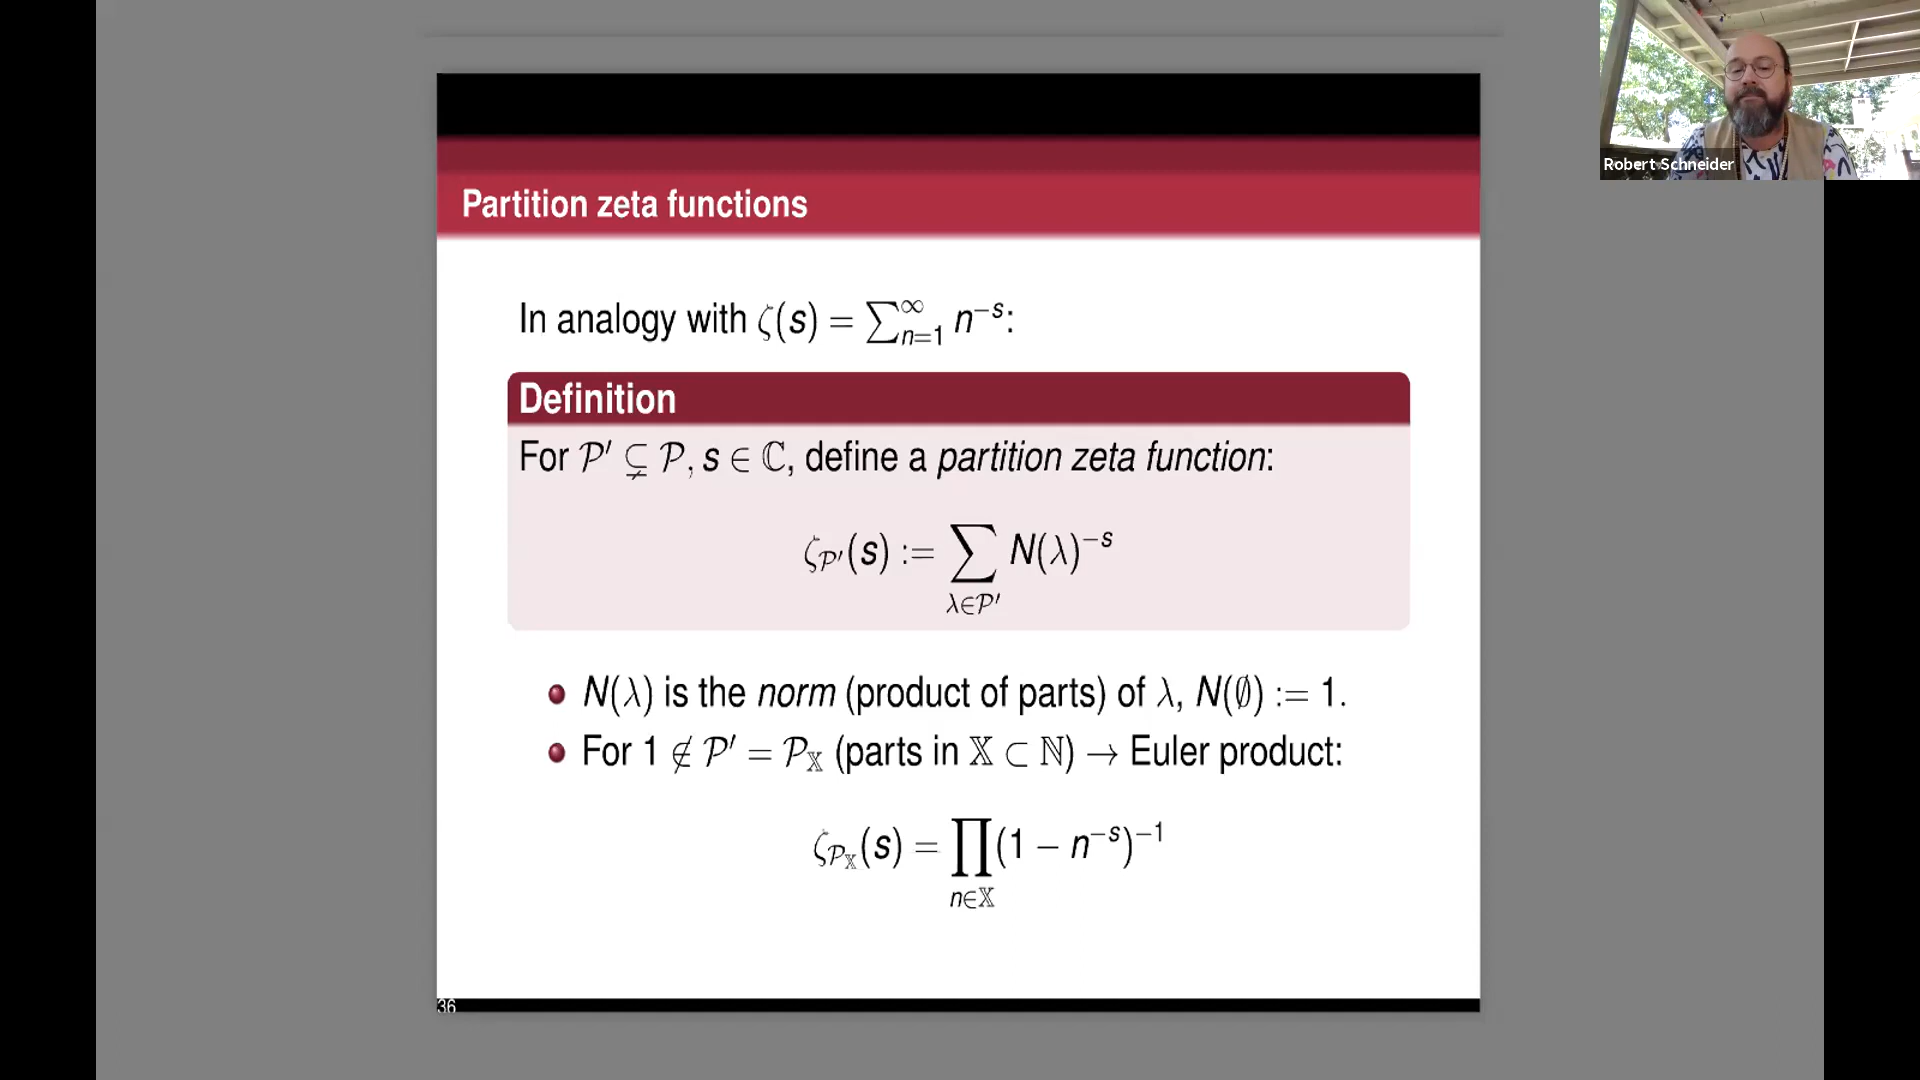 Robert Schneider
Partition zeta functions
In analogy with ζ(s) = ∑_{n=1}^{∞} n^{−s}:
Definition
For 𝒫′ ⊊ 𝒫, s ∈ ℂ, define a partition zeta function:
ζ_{𝒫′}(s) := ∑_{λ∈𝒫′} N(λ)^{−s}
N(λ) is the norm (product of parts) of λ, N(∅) := 1.
For 1 ∉ 𝒫′ = 𝒫_𝕏 (parts in 𝕏 ⊂ ℕ) → Euler product:
ζ_{𝒫_𝕏}(s) = ∏_{n∈𝕏} (1 − n^{−s})^{−1}
36